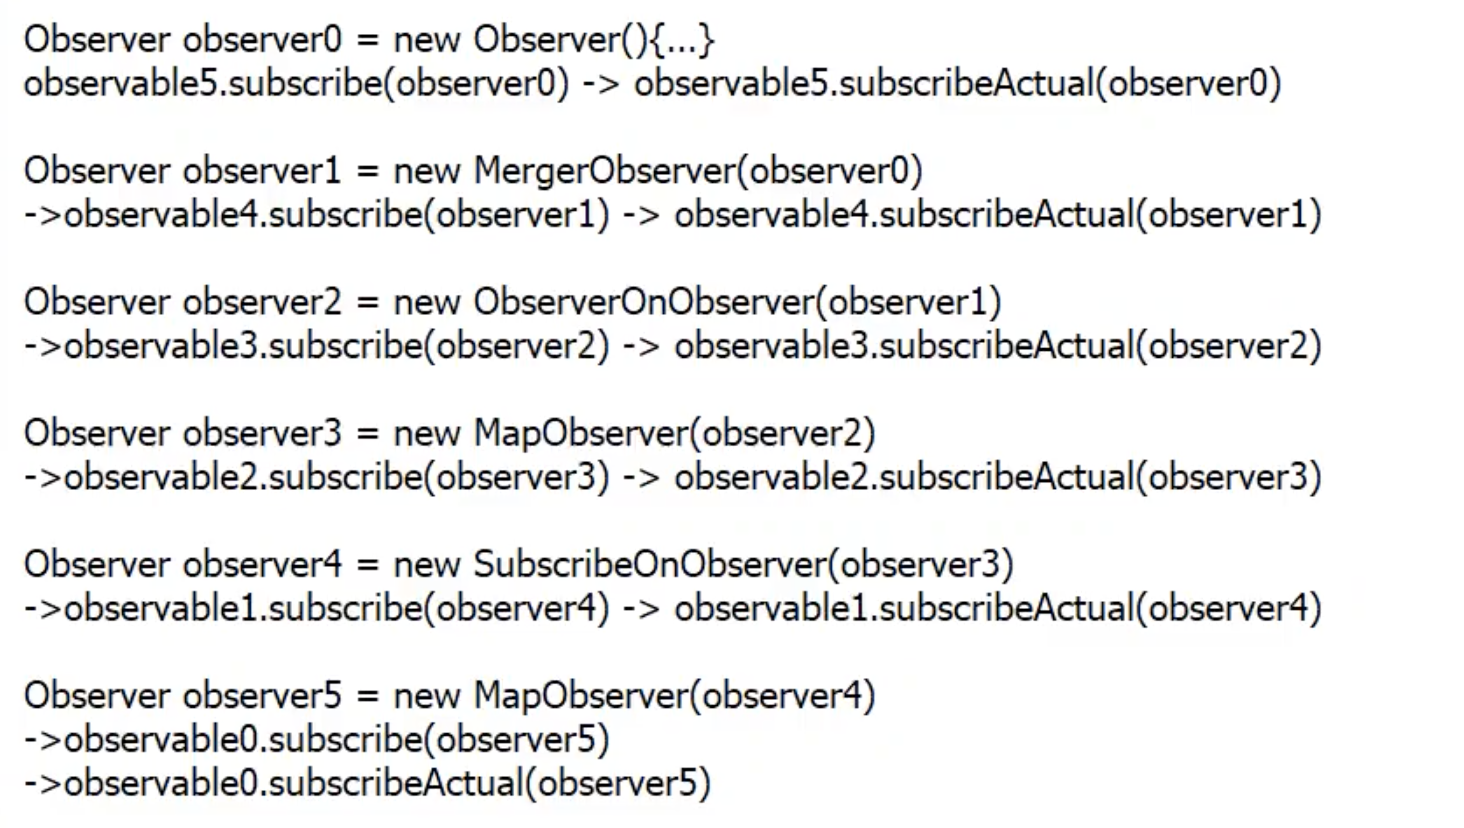 Observer observer0 = new Observer(){...}
observable5.subscribe(observer0) -> observable5.subscribeActual(observer0)
Observer observer1 = new MergerObserver(observer0)
->observable4.subscribe(observer1) -> observable4.subscribeActual(observer1)
Observer observer2 = new ObserverOnObserver(observer1)
->observable3.subscribe(observer2) -> observable3.subscribeActual(observer2)
Observer observer3 = new MapObserver(observer2)
->observable2.subscribe(observer3) -> observable2.subscribeActual(observer3)
Observer observer4 = new SubscribeOnObserver(observer3)
->observable1.subscribe(observer4) -> observable1.subscribeActual(observer4)
Observer observer5 = new MapObserver(observer4)
->observable0.subscribe(observer5)
->observable0.subscribeActual(observer5)